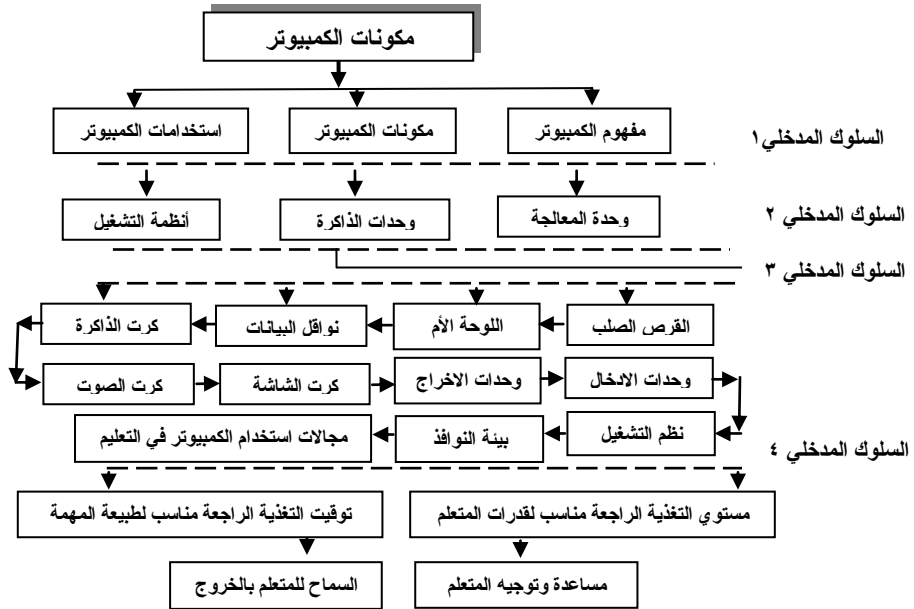 مكونات الكمبيوتر
مفهوم الكمبيوتر
مكونات الكمبيوتر
استخدامات الكمبيوتر
السلوك المدخلي ١
وحدة المعالجة
وحدات الذاكرة
أنظمة التشغيل
السلوك المدخلي ٢
السلوك المدخلي ٣
القرص الصلب
اللوحة الأم
نواقل البيانات
كرت الذاكرة
وحدات الادخال
وحدات الاخراج
كرت الشاشة
كرت الصوت
نظم التشغيل
بيئة النوافذ
مجالات استخدام الكمبيوتر في التعليم
السلوك المدخلي ٤
مستوي التغذية الراجعة مناسب لقدرات المتعلم
توقيت التغذية الراجعة مناسب لطبيعة المهمة
مساعدة وتوجيه المتعلم
السماح للمتعلم بالخروج